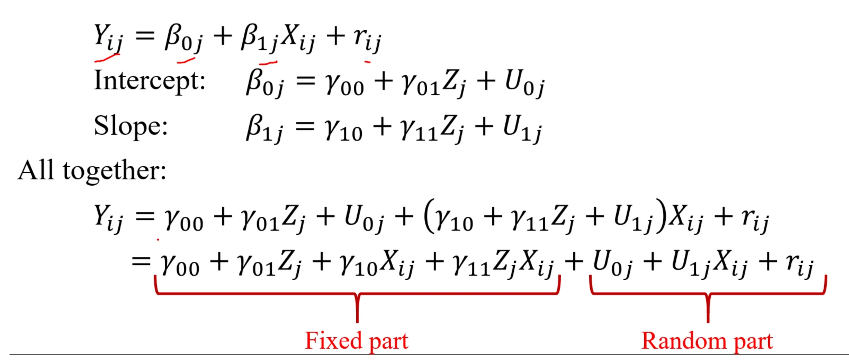 Yᵢⱼ = β₀ⱼ + β₁ⱼXᵢⱼ + rᵢⱼ
Intercept: β₀ⱼ = γ₀₀ + γ₀₁Zⱼ + U₀ⱼ
Slope: β₁ⱼ = γ₁₀ + γ₁₁Zⱼ + U₁ⱼ
All together:
Yᵢⱼ = γ₀₀ + γ₀₁Zⱼ + U₀ⱼ + (γ₁₀ + γ₁₁Zⱼ + U₁ⱼ)Xᵢⱼ + rᵢⱼ
= γ₀₀ + γ₀₁Zⱼ + γ₁₀Xᵢⱼ + γ₁₁ZⱼXᵢⱼ + U₀ⱼ + U₁ⱼXᵢⱼ + rᵢⱼ
Fixed part Random part